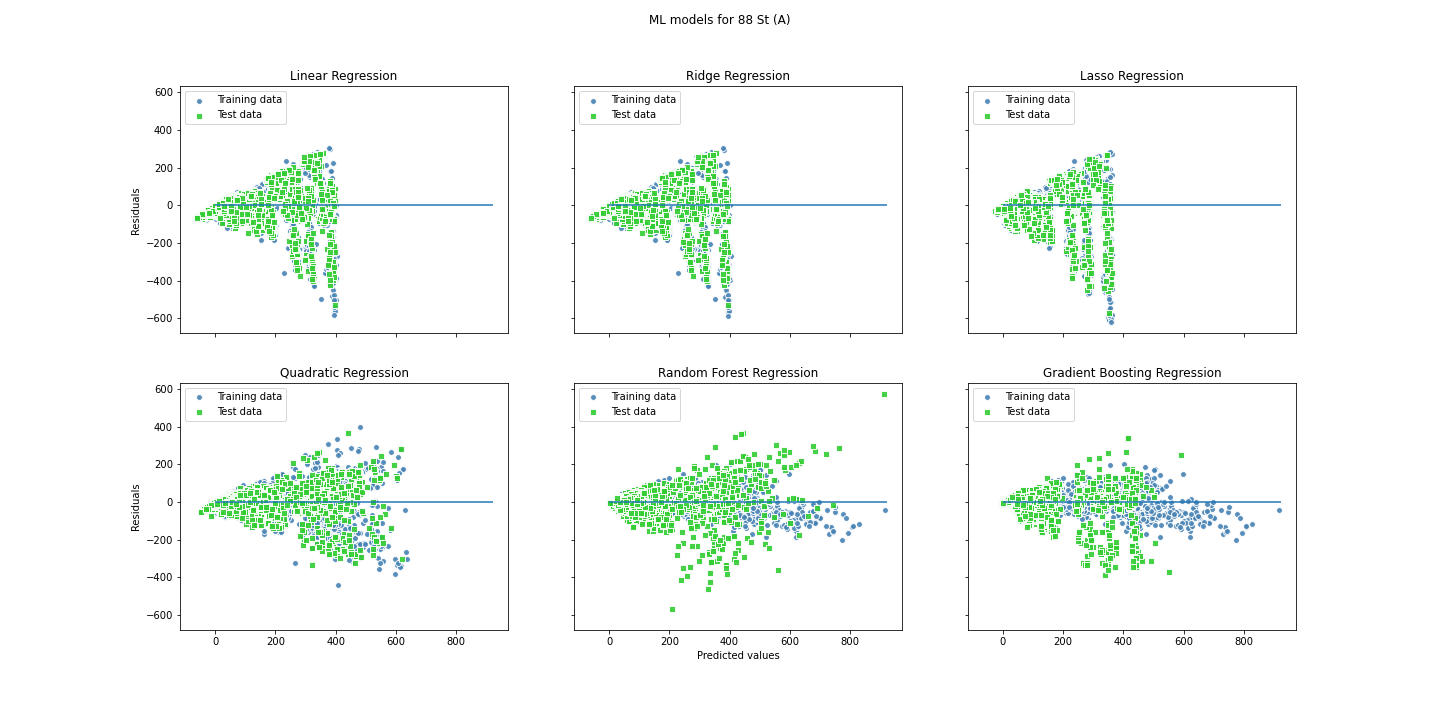 ML models for 88 St (A)
Linear Regression
Training data
Test data
600
400
200
0
−200
−400
−600
Residuals
Ridge Regression
Training data
Test data
Lasso Regression
Training data
Test data
Quadratic Regression
Training data
Test data
600
400
200
0
−200
−400
−600
Residuals
0 200 400 600 800
Random Forest Regression
Training data
Test data
0 200 400 600 800
Predicted values
Gradient Boosting Regression
Training data
Test data
0 200 400 600 800